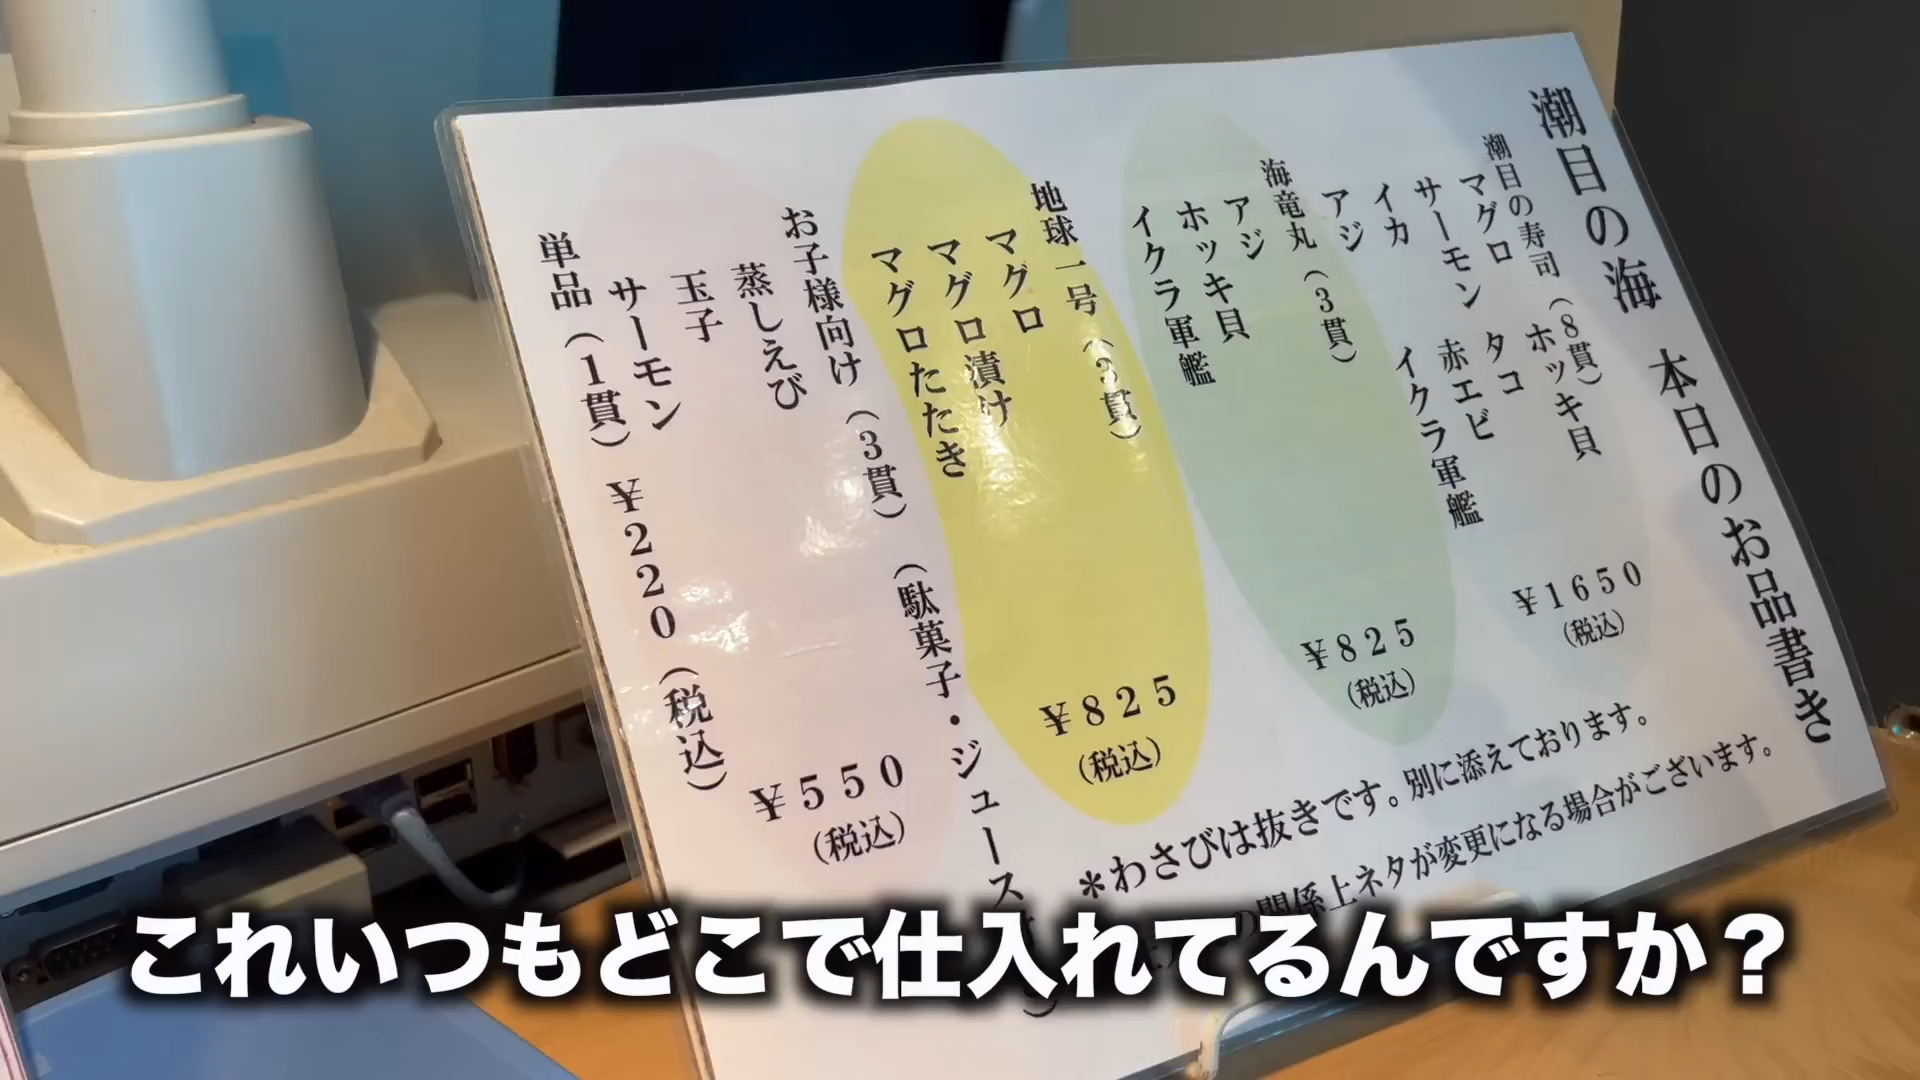 潮目の海 本日のお品書き
潮目の寿司(8貫)
マグロ ホッキ貝
サーモン タコ
イカ 赤エビ
アジ イクラ軍艦
¥1650
(税込)
海竜丸(3貫)
アジ
ホッキ貝
イクラ軍艦
¥825
(税込)
地球一号(3貫)
マグロ
マグロ漬け
マグロたたき
¥825
(税込)
お子様向け(3貫)(駄菓子・ジュース
蒸しえび
玉子
サーモン
¥550
(税込)
単品(1貫)¥220(税込)
*わさびは抜きです。別に添えております。
関係上ネタが変更になる場合がございます。
これいつもどこで仕入れてるんですか?